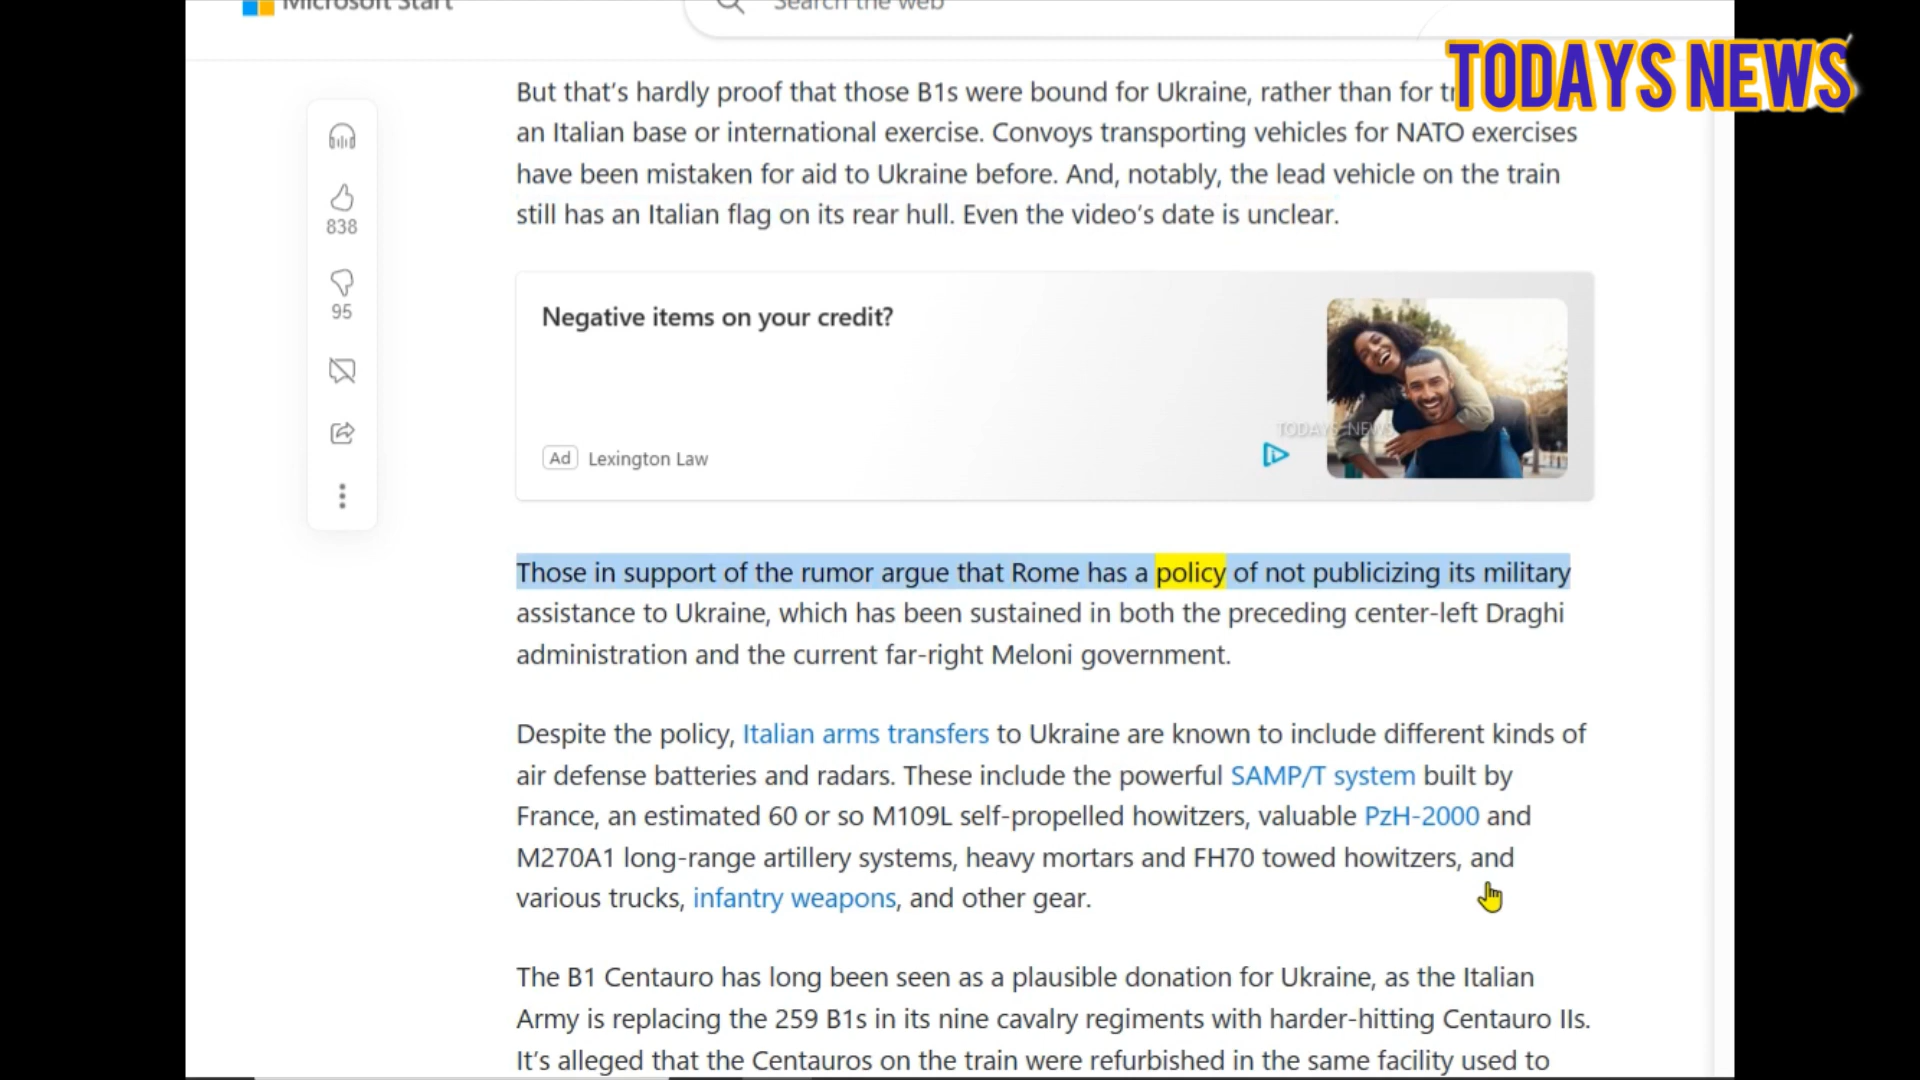 Microsoft Start
Search the web
TODAYS NEWS
But that's hardly proof that those B1s were bound for Ukraine, rather than for
an Italian base or international exercise. Convoys transporting vehicles for NATO exercises
have been mistaken for aid to Ukraine before. And, notably, the lead vehicle on the train
still has an Italian flag on its rear hull. Even the video's date is unclear.
838
95
Negative items on your credit?
TODAYS NEWS
Ad Lexington Law
Those in support of the rumor argue that Rome has a policy of not publicizing its military
assistance to Ukraine, which has been sustained in both the preceding center-left Draghi
administration and the current far-right Meloni government.
Despite the policy, Italian arms transfers to Ukraine are known to include different kinds of
air defense batteries and radars. These include the powerful SAMP/T system built by
France, an estimated 60 or so M109L self-propelled howitzers, valuable PzH-2000 and
M270A1 long-range artillery systems, heavy mortars and FH70 towed howitzers, and
various trucks, infantry weapons, and other gear.
The B1 Centauro has long been seen as a plausible donation for Ukraine, as the Italian
Army is replacing the 259 B1s in its nine cavalry regiments with harder-hitting Centauro IIs.
It's alleged that the Centauros on the train were refurbished in the same facility used to